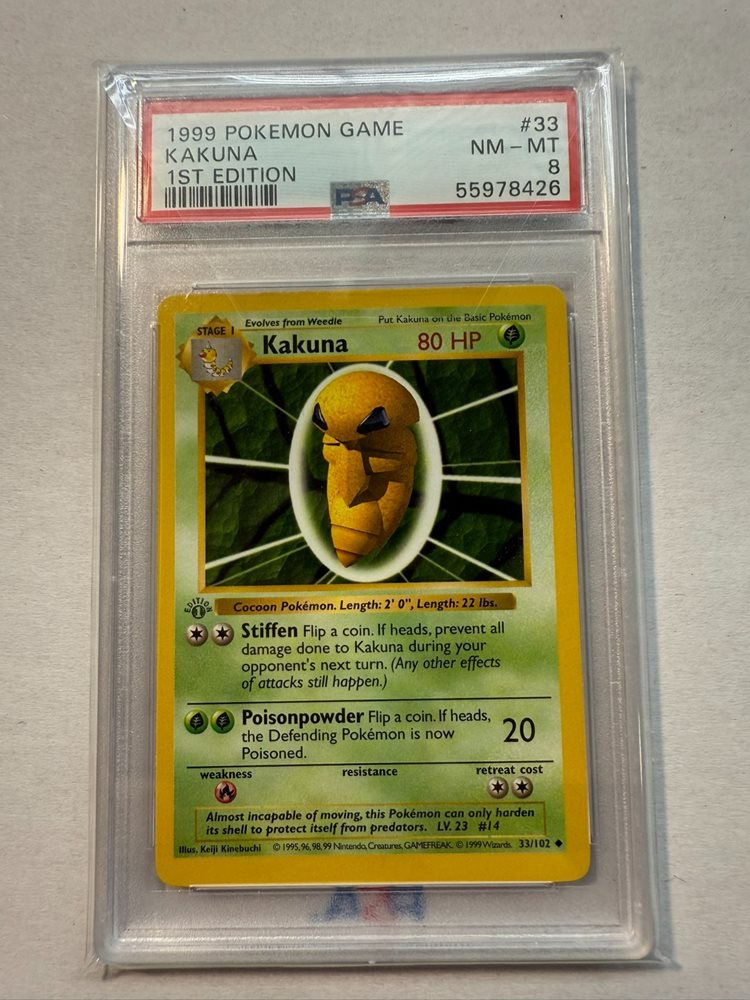 1999 POKEMON GAME #33
KAKUNA NM - MT
1ST EDITION 8
PSA 55978426
STAGE 1 Evolves from Weedle Put Kakuna on the Basic Pokémon
Kakuna 80 HP
EDITION 1
Cocoon Pokémon. Length: 2' 0", Length: 22 lbs.
Stiffen Flip a coin. If heads, prevent all
damage done to Kakuna during your
opponent's next turn. (Any other effects
of attacks still happen.)
Poisonpowder Flip a coin. If heads, 20
the Defending Pokémon is now
Poisoned.
weakness resistance retreat cost
Almost incapable of moving, this Pokémon can only harden
its shell to protect itself from predators. LV. 23 #14
Illus. Keiji Kinebuchi © 1995, 96, 98, 99 Nintendo, Creatures, GAMEFREAK. © 1999 Wizards. 33/102